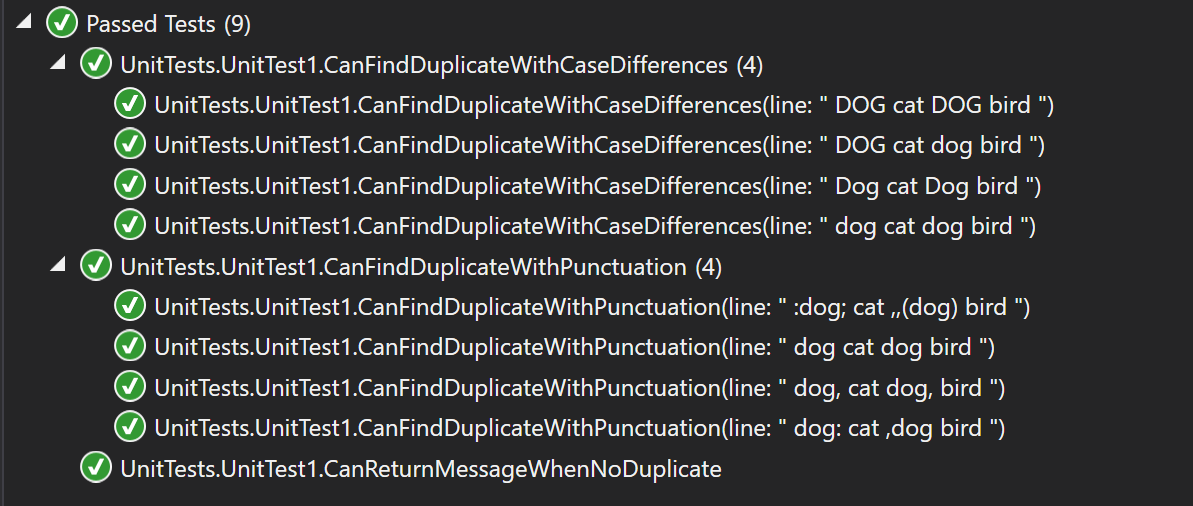 Passed Tests (9)
UnitTests.UnitTest1.CanFindDuplicateWithCaseDifferences (4)
UnitTests.UnitTest1.CanFindDuplicateWithCaseDifferences(line: " DOG cat DOG bird ")
UnitTests.UnitTest1.CanFindDuplicateWithCaseDifferences(line: " DOG cat dog bird ")
UnitTests.UnitTest1.CanFindDuplicateWithCaseDifferences(line: " Dog cat Dog bird ")
UnitTests.UnitTest1.CanFindDuplicateWithCaseDifferences(line: " dog cat dog bird ")
UnitTests.UnitTest1.CanFindDuplicateWithPunctuation (4)
UnitTests.UnitTest1.CanFindDuplicateWithPunctuation(line: " :dog; cat ,,(dog) bird ")
UnitTests.UnitTest1.CanFindDuplicateWithPunctuation(line: " dog cat dog bird ")
UnitTests.UnitTest1.CanFindDuplicateWithPunctuation(line: " dog, cat dog, bird ")
UnitTests.UnitTest1.CanFindDuplicateWithPunctuation(line: " dog: cat ,dog bird ")
UnitTests.UnitTest1.CanReturnMessageWhenNoDuplicate